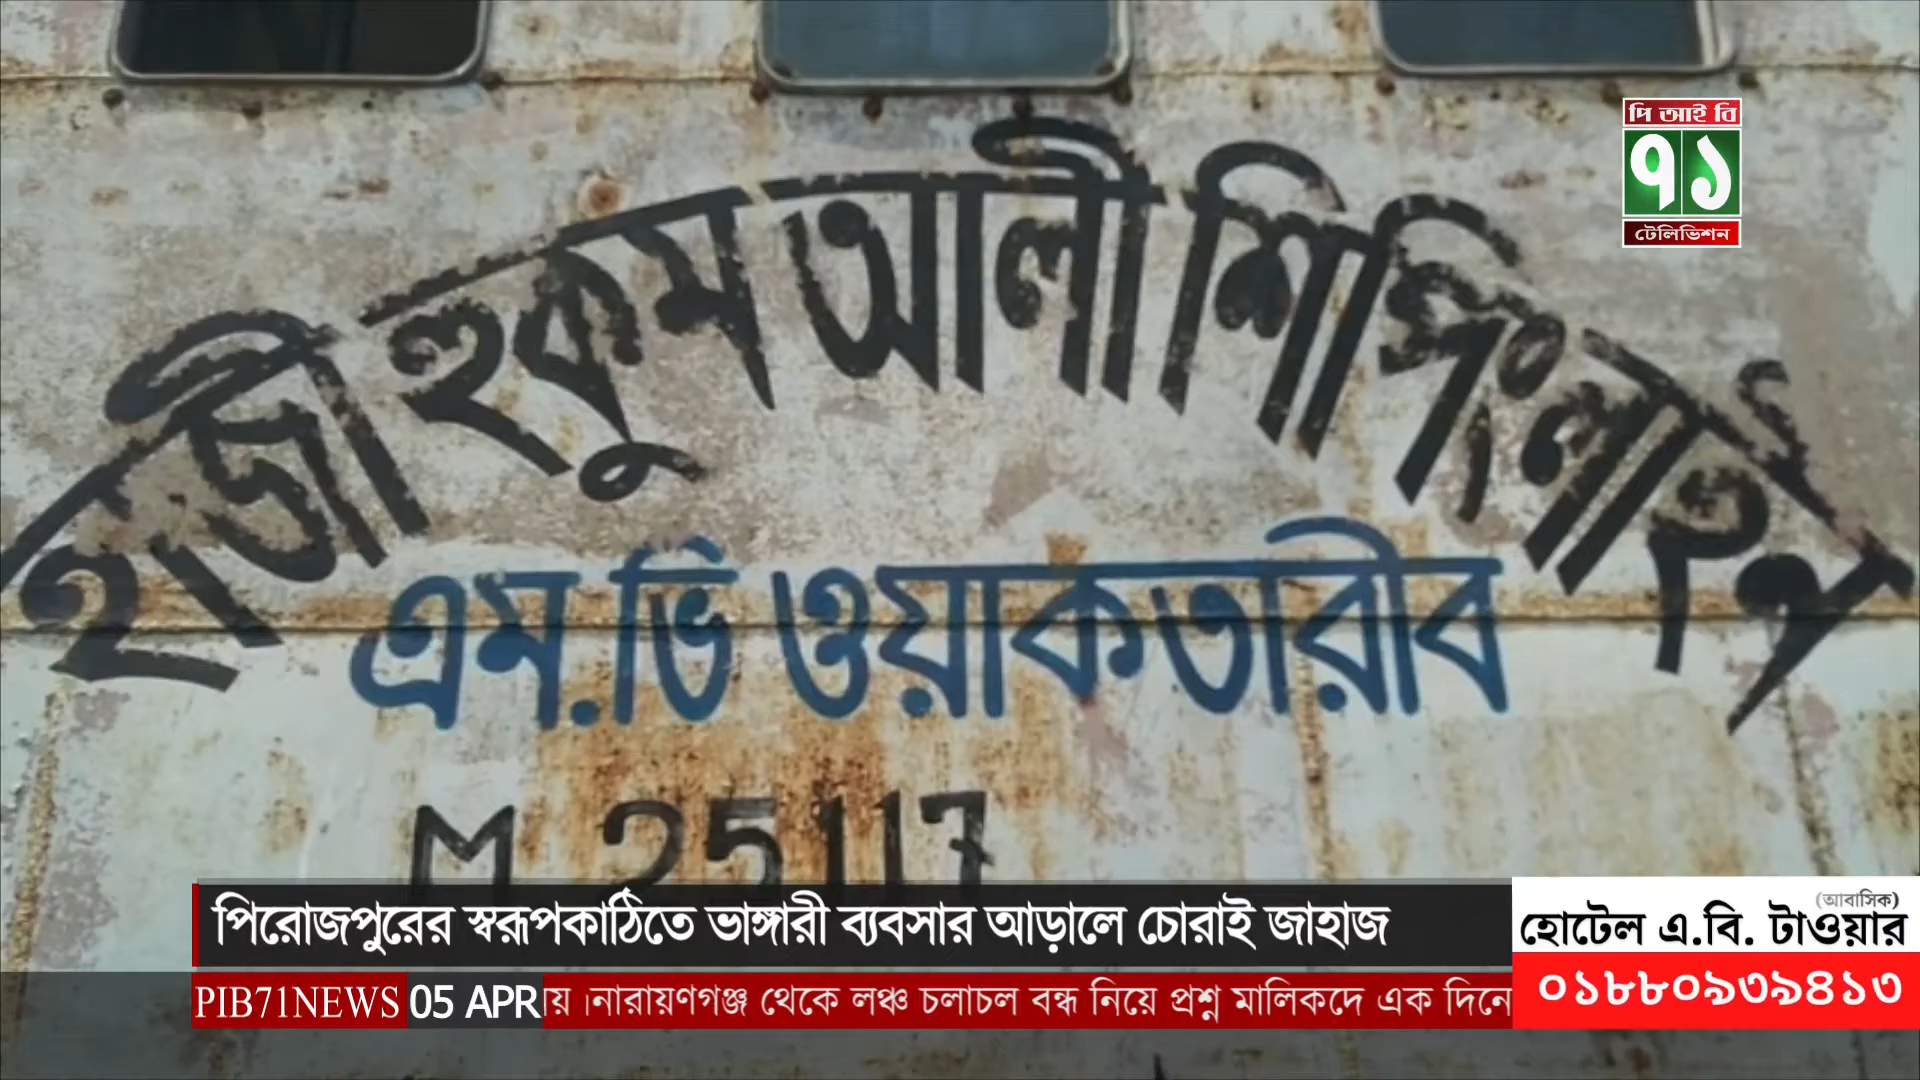 পি আই বি
৭১
টেলিভিশন
হাজী হুকুম আলী শিপিং লাইন্স
এম.ভি ওয়াকতারীব
M 25117
পিরোজপুরের স্বরূপকাঠিতে ভাঙ্গারী ব্যবসার আড়ালে চোরাই জাহাজ
(আবাসিক)
হোটেল এ.বি. টাওয়ার
০১৮৮০৯৩৯৪১৩
PIB71NEWS 05 APR য় ।নারায়ণগঞ্জ থেকে লঞ্চ চলাচল বন্ধ নিয়ে প্রশ্ন মালিকদে এক দিনে